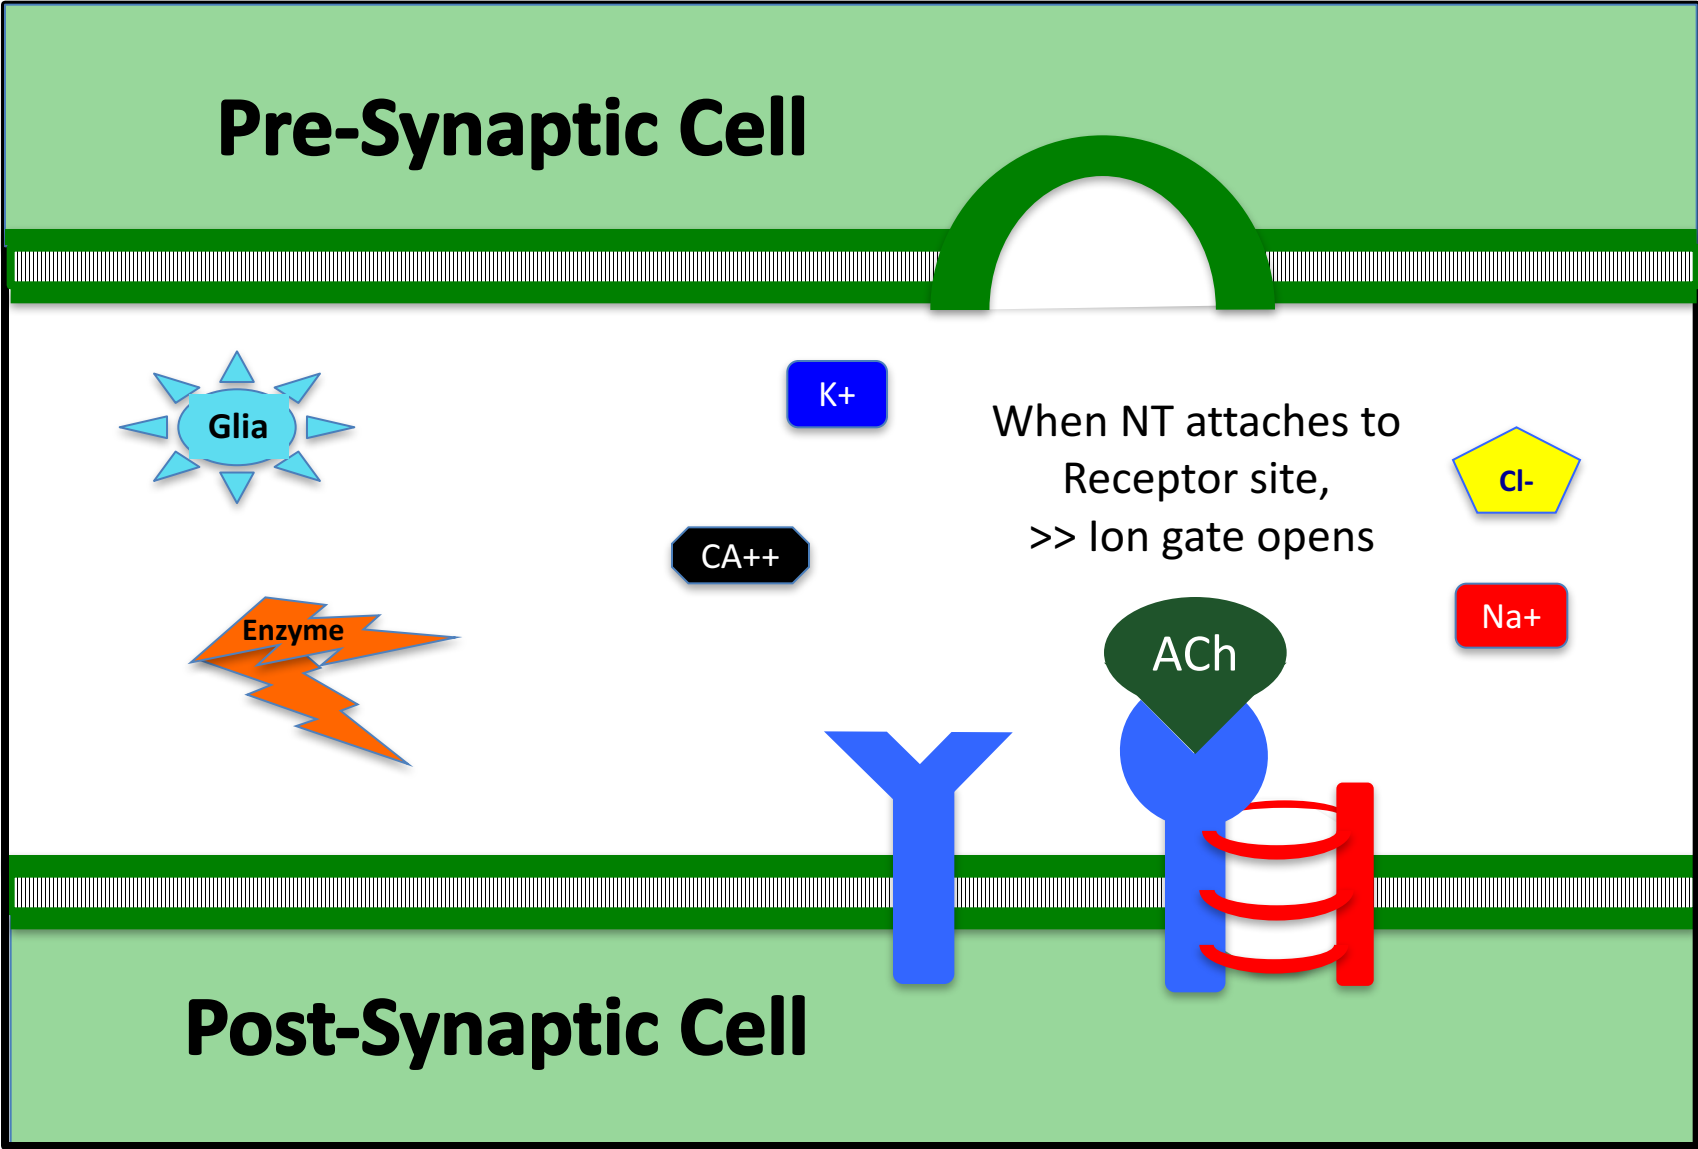 Pre-Synaptic Cell
Glia
K+
When NT attaches to
Receptor site,
>> Ion gate opens
Cl-
CA++
Enzyme
Na+
ACh
Post-Synaptic Cell